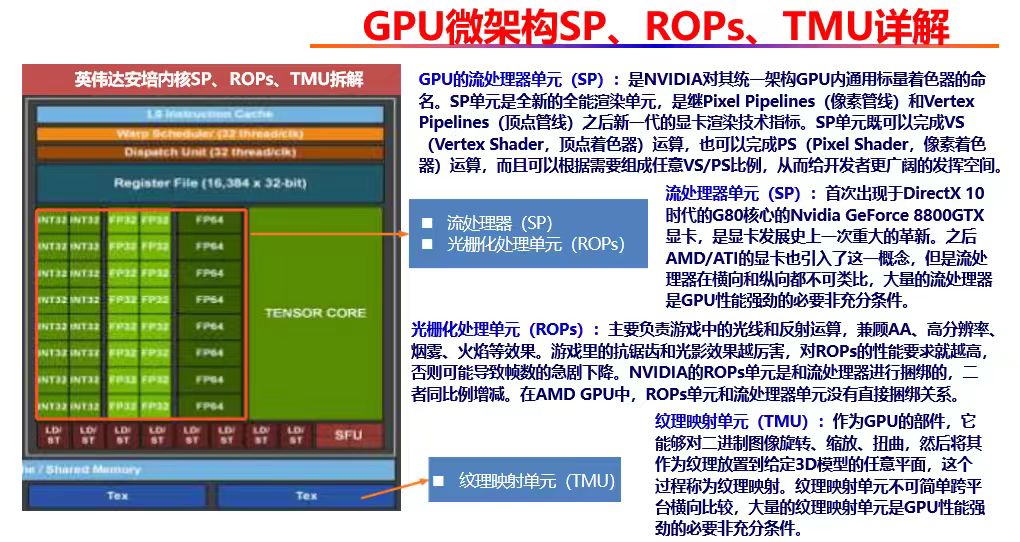 GPU微架构SP、ROPs、TMU详解
英伟达安培内核SP、ROPs、TMU拆解
L0 Instruction Cache
Warp Scheduler (32 thread/clk)
Dispatch Unit (32 thread/clk)
Register File (16,384 x 32-bit)
INT32 INT32 FP32 FP32 FP64
INT32 INT32 FP32 FP32 FP64
INT32 INT32 FP32 FP32 FP64
INT32 INT32 FP32 FP32 FP64
INT32 INT32 FP32 FP32 FP64
INT32 INT32 FP32 FP32 FP64
INT32 INT32 FP32 FP32 FP64
INT32 INT32 FP32 FP32 FP64
TENSOR CORE
LD/ LD/ LD/ LD/ LD/ LD/ LD/ LD/
ST ST ST ST ST ST ST ST
SFU
he / Shared Memory
Tex Tex
GPU的流处理器单元（SP）：是NVIDIA对其统一架构GPU内通用标量着色器的命
名。SP单元是全新的全能渲染单元，是继Pixel Pipelines（像素管线）和Vertex
Pipelines（顶点管线）之后新一代的显卡渲染技术指标。SP单元既可以完成VS
（Vertex Shader，顶点着色器）运算，也可以完成PS（Pixel Shader，像素着色
器）运算，而且可以根据需要组成任意VS/PS比例，从而给开发者更广阔的发挥空间。
■ 流处理器（SP）
■ 光栅化处理单元（ROPs）
流处理器单元（SP）：首次出现于DirectX 10
时代的G80核心的Nvidia GeForce 8800GTX
显卡，是显卡发展史上一次重大的革新。之后
AMD/ATI的显卡也引入了这一概念，但是流处
理器在横向和纵向都不可类比，大量的流处理器
是GPU性能强劲的必要非充分条件。
光栅化处理单元（ROPs）：主要负责游戏中的光线和反射运算，兼顾AA、高分辨率、
烟雾、火焰等效果。游戏里的抗锯齿和光影效果越厉害，对ROPs的性能要求就越高，
否则可能导致帧数的急剧下降。NVIDIA的ROPs单元是和流处理器进行捆绑的，二
者同比例增减。在AMD GPU中，ROPs单元和流处理器单元没有直接捆绑关系。
■ 纹理映射单元（TMU)
纹理映射单元（TMU)：作为GPU的部件，它
能够对二进制图像旋转、缩放、扭曲，然后将其
作为纹理放置到给定3D模型的任意平面，这个
过程称为纹理映射。纹理映射单元不可简单跨平
台横向比较，大量的纹理映射单元是GPU性能强
劲的必要非充分条件。